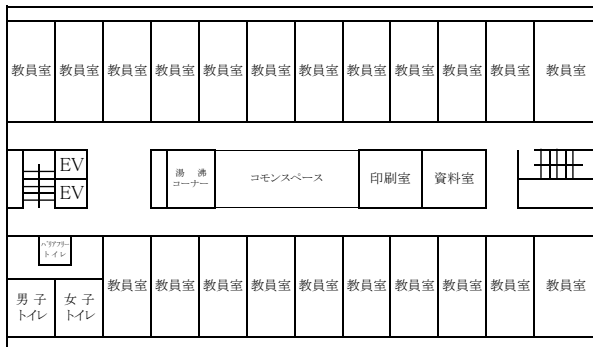 教員室 教員室 教員室 教員室 教員室 教員室 教員室 教員室 教員室 教員室 教員室 教員室
EV
EV
湯 沸
コーナー
コモンスペース
印刷室
資料室
バリアフリー
トイレ
男 子
トイレ
女 子
トイレ
教員室 教員室 教員室 教員室 教員室 教員室 教員室 教員室 教員室 教員室